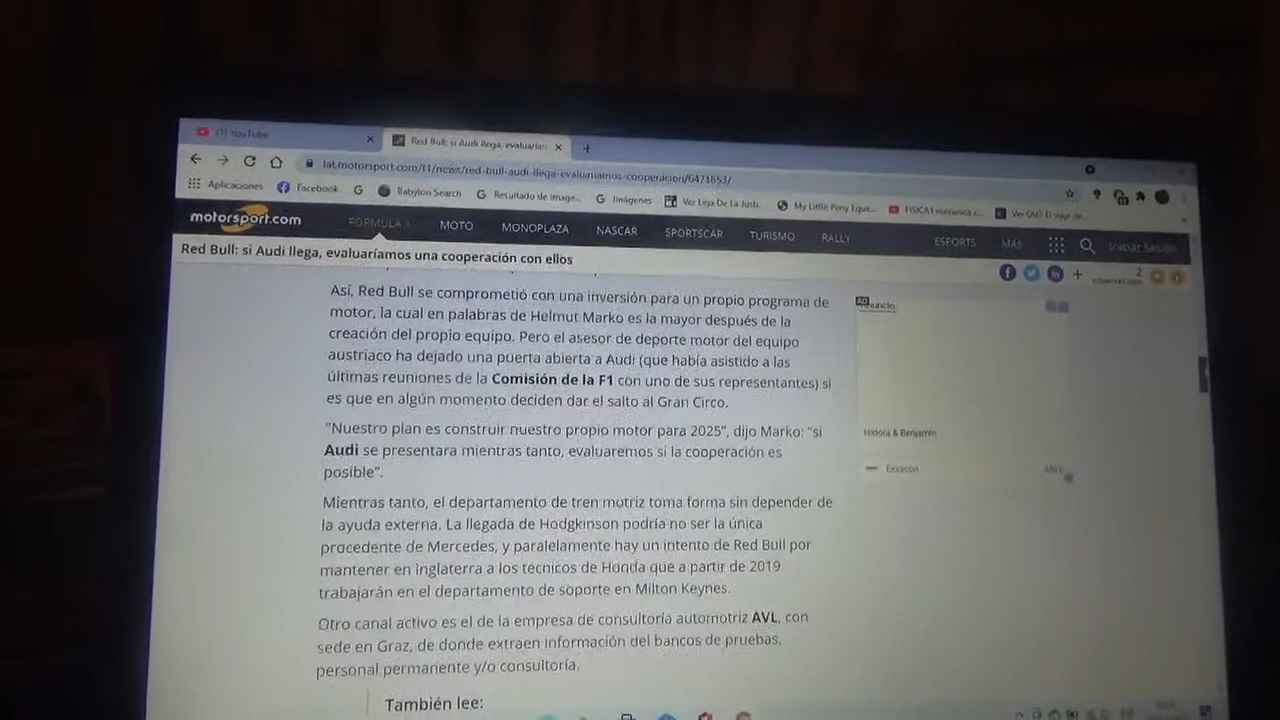 (1) YouTube
Red Bull: si Audi llega, evaluarían
lat.motorsport.com/f1/news/red-bull-audi-llega-evaluariamos-cooperacion/6471853/
Aplicaciones Facebook Babylon Search Resultado de image... Imágenes Ver Liga De La Justi... My Little Pony Eque... FISICA1 mecanica c...
motorsport.com FORMULA 1 MOTO MONOPLAZA NASCAR SPORTSCAR TURISMO RALLY ESPORTS MÁS Iniciar Sesión
Red Bull: si Audi llega, evaluaríamos una cooperación con ellos
2
Así, Red Bull se comprometió con una inversión para un propio programa de
motor, la cual en palabras de Helmut Marko es la mayor después de la
creación del propio equipo. Pero el asesor de deporte motor del equipo
austriaco ha dejado una puerta abierta a Audi (que había asistido a las
últimas reuniones de la Comisión de la F1 con uno de sus representantes) si
es que en algún momento deciden dar el salto al Gran Circo.
"Nuestro plan es construir nuestro propio motor para 2025", dijo Marko: "si
Audi se presentara mientras tanto, evaluaremos si la cooperación es
posible".
Mientras tanto, el departamento de tren motriz toma forma sin depender de
la ayuda externa. La llegada de Hodgkinson podría no ser la única
procedente de Mercedes, y paralelamente hay un intento de Red Bull por
mantener en Inglaterra a los técnicos de Honda que a partir de 2019
trabajarán en el departamento de soporte en Milton Keynes.
Otro canal activo es el de la empresa de consultoría automotriz AVL, con
sede en Graz, de donde extraen información del bancos de pruebas,
personal permanente y/o consultoría.
También lee:
Anuncio
Isidora & Benjamín
Exxacon